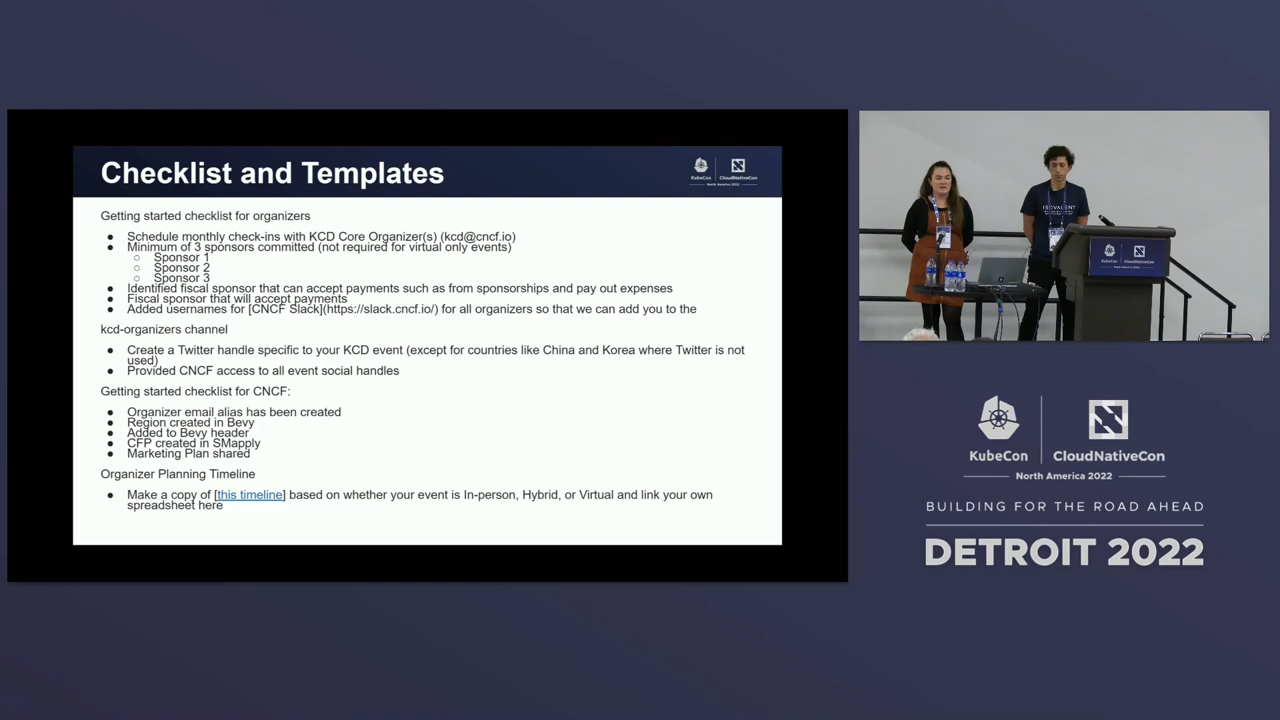 Checklist and Templates
KubeCon
CloudNativeCon
North America 2022
Getting started checklist for organizers
● Schedule monthly check-ins with KCD Core Organizer(s) (kcd@cncf.io)
● Minimum of 3 sponsors committed (not required for virtual only events)
○ Sponsor 1
○ Sponsor 2
○ Sponsor 3
● Identified fiscal sponsor that can accept payments such as from sponsorships and pay out expenses
● Fiscal sponsor that will accept payments
● Added usernames for [CNCF Slack](https://slack.cncf.io/) for all organizers so that we can add you to the
kcd-organizers channel
● Create a Twitter handle specific to your KCD event (except for countries like China and Korea where Twitter is not
used)
● Provided CNCF access to all event social handles
Getting started checklist for CNCF:
● Organizer email alias has been created
● Region created in Bevy
● Added to Bevy header
● CFP created in SMapply
● Marketing Plan shared
Organizer Planning Timeline
● Make a copy of [this timeline] based on whether your event is In-person, Hybrid, or Virtual and link your own
spreadsheet here
ISOVALENT
KubeCon
CloudNativeCon
KubeCon
CloudNativeCon
North America 2022
BUILDING FOR THE ROAD AHEAD
DETROIT 2022